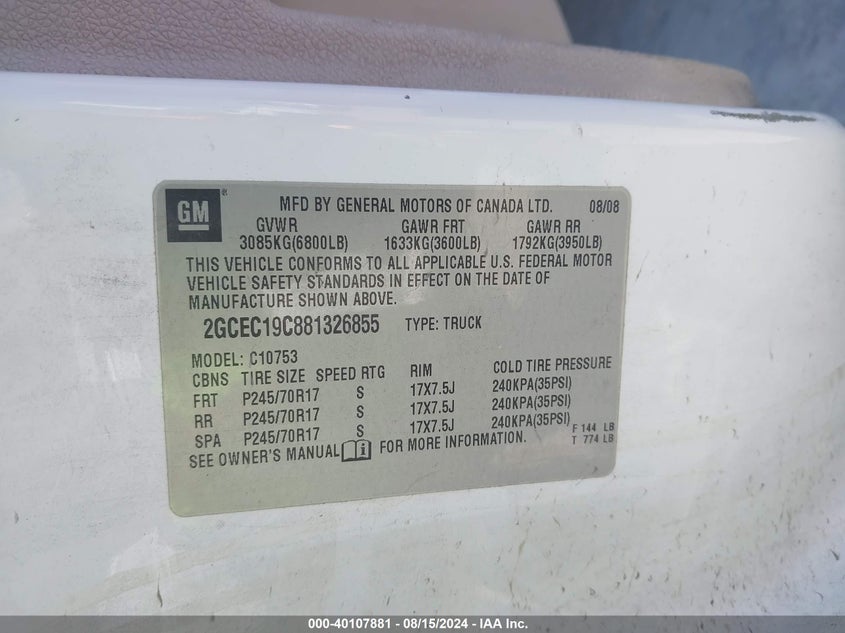 GM ®
MFD BY GENERAL MOTORS OF CANADA LTD. 08/08
GVWR GAWR FRT GAWR RR
3085KG(6800LB) 1633KG(3600LB) 1792KG(3950LB)
THIS VEHICLE CONFORMS TO ALL APPLICABLE U.S. FEDERAL MOTOR
VEHICLE SAFETY STANDARDS IN EFFECT ON THE DATE OF
MANUFACTURE SHOWN ABOVE.
2GCEC19C881326855 TYPE: TRUCK
MODEL: C10753
CBNS TIRE SIZE SPEED RTG RIM COLD TIRE PRESSURE
FRT P245/70R17 S 17X7.5J 240KPA(35PSI)
RR P245/70R17 S 17X7.5J 240KPA(35PSI)
SPA P245/70R17 S 17X7.5J 240KPA(35PSI)
F 144 LB
T 774 LB
SEE OWNER'S MANUAL FOR MORE INFORMATION.
000-40107881 - 08/15/2024 - IAA Inc.